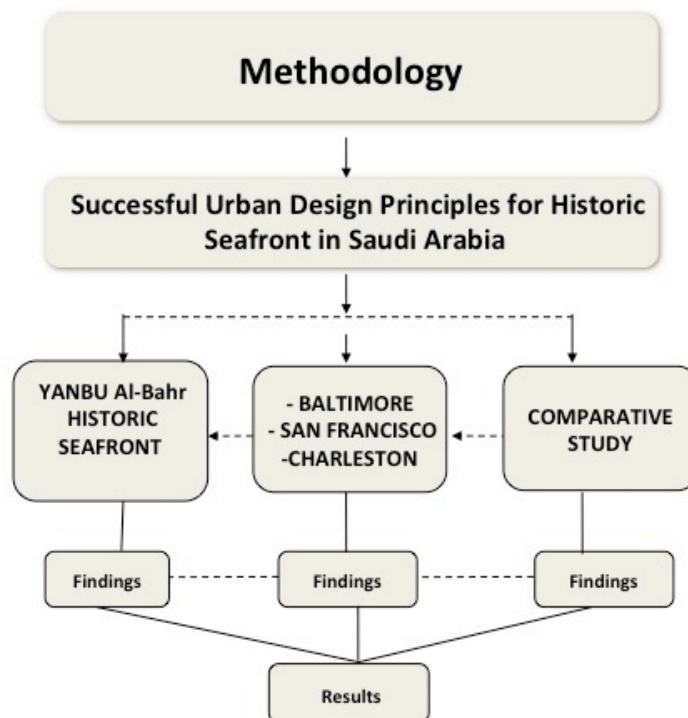 Methodology
Successful Urban Design Principles for Historic
Seafront in Saudi Arabia
YANBU Al-Bahr
HISTORIC
SEAFRONT
- BALTIMORE
- SAN FRANCISCO
-CHARLESTON
COMPARATIVE
STUDY
Findings
Findings
Findings
Results